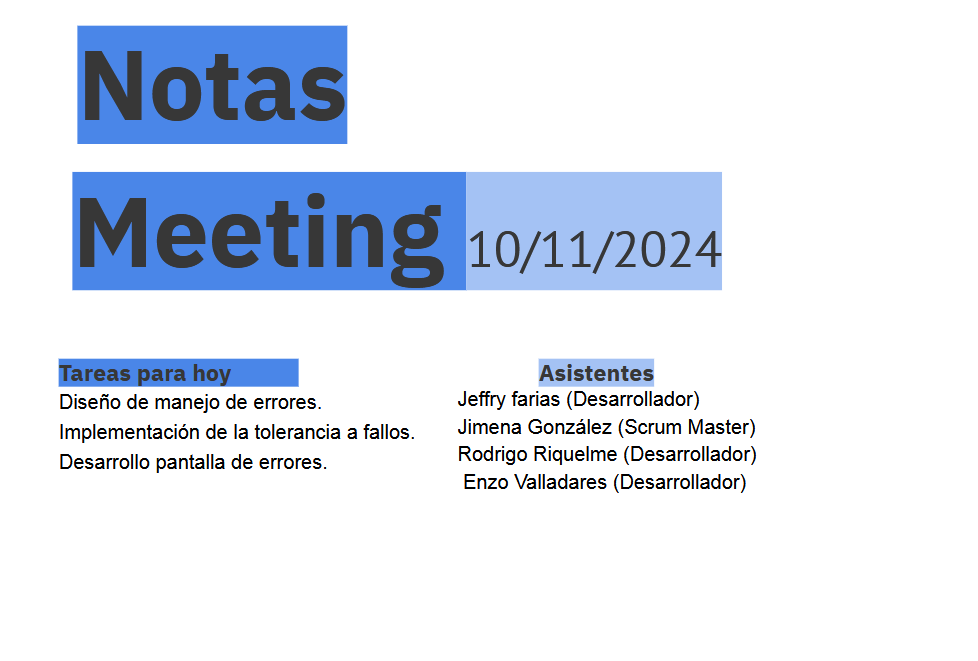 Notas
Meeting 10/11/2024
Tareas para hoy
Diseño de manejo de errores.
Implementación de la tolerancia a fallos.
Desarrollo pantalla de errores.
Asistentes
Jeffry farias (Desarrollador)
Jimena González (Scrum Master)
Rodrigo Riquelme (Desarrollador)
Enzo Valladares (Desarrollador)